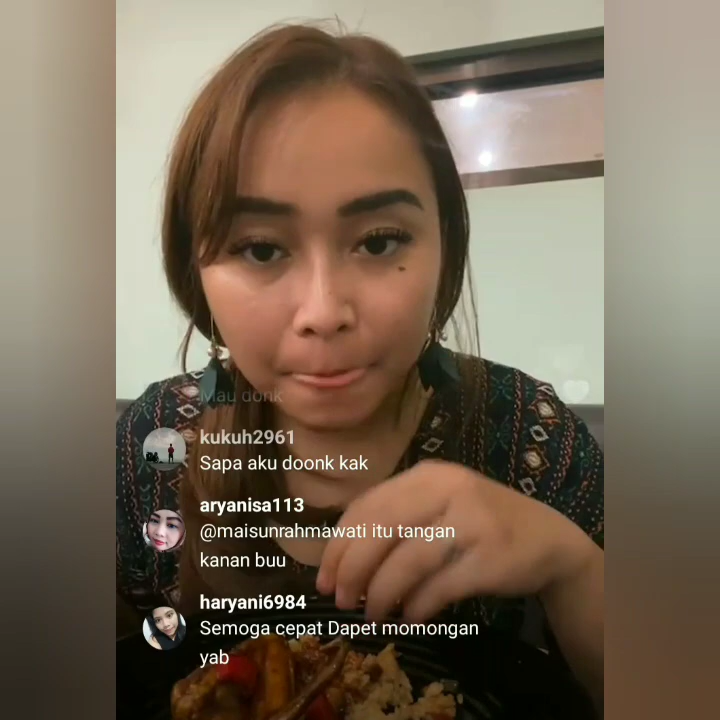 Mau donk
kukuh2961
Sapa aku doonk kak
aryanisa113
@maisunrahmawati itu tangan
kanan buu
haryani6984
Semoga cepat Dapet momongan
yab